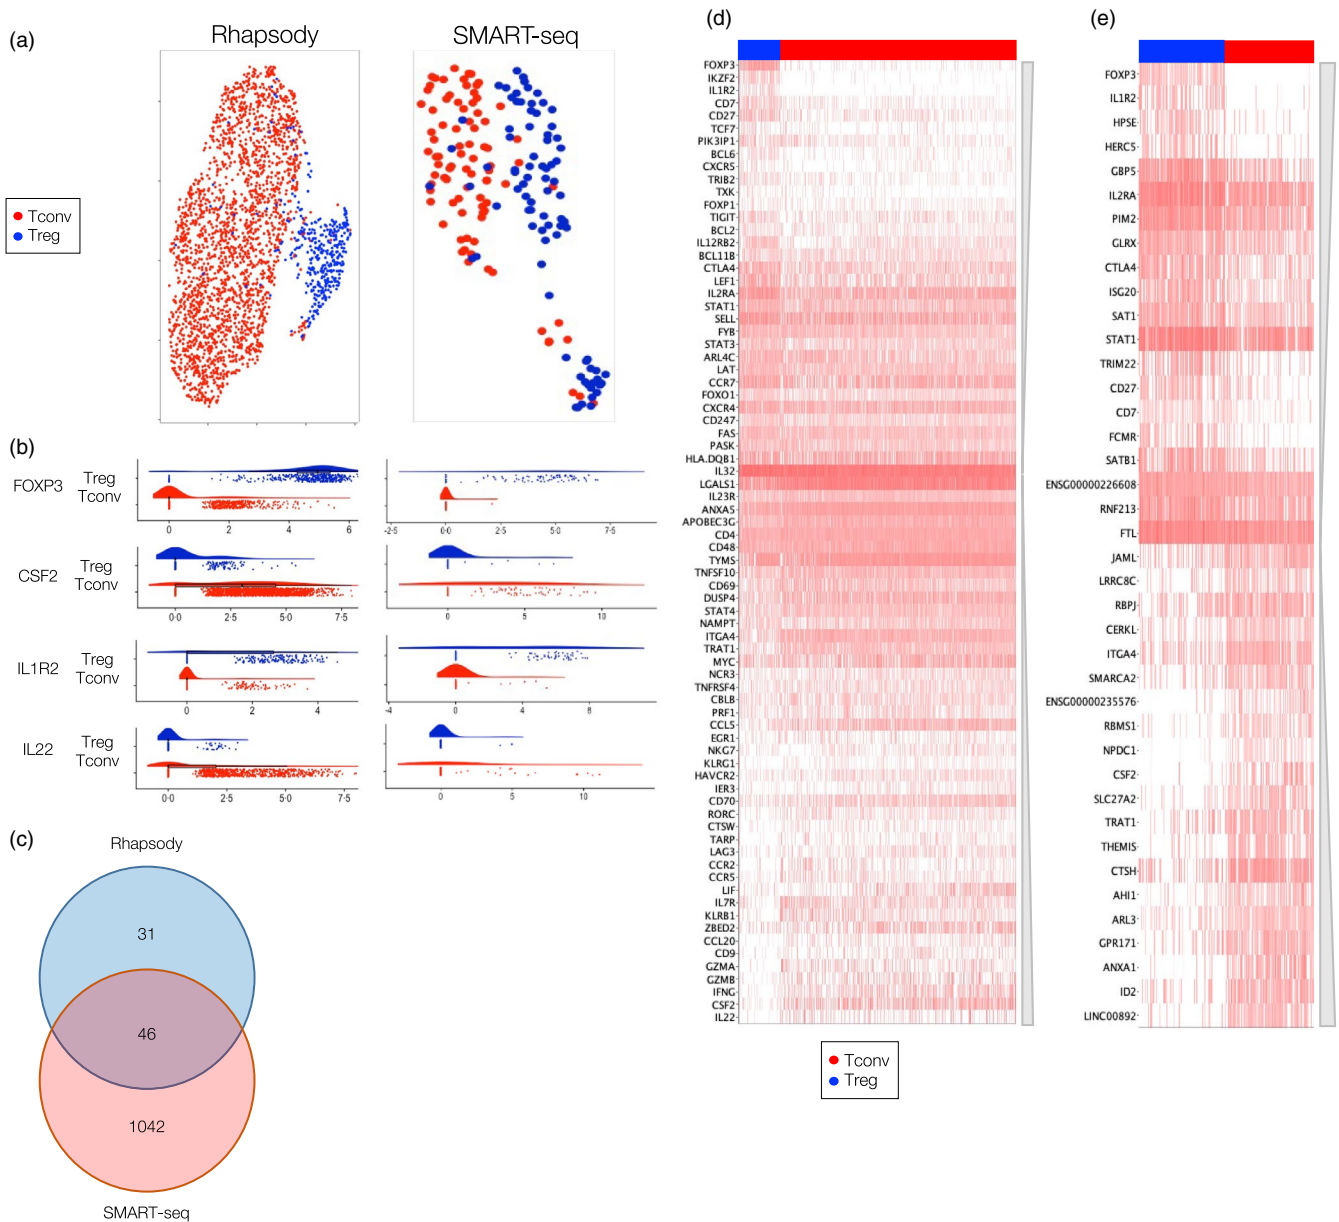 (a)
Rhapsody
SMART-seq
Tconv
Treg
(b)
FOXP3
Treg
Tconv
0
2
4
6
-2·5
0·0
2·5
5·0
7·5
CSF2
Treg
Tconv
0·0
2·5
5·0
7·5
0
5
10
IL1R2
Treg
Tconv
0
2
4
-4
0
4
8
IL22
Treg
Tconv
0·0
2·5
5·0
7·5
0
5
10
(c)
Rhapsody
31
46
1042
SMART-seq
(d)
FOXP3
IKZF2
IL1R2
CD7
CD27
TCF7
PIK3IP1
BCL6
CXCR5
TRIB2
TXK
FOXP1
TIGIT
BCL2
IL12RB2
BCL11B
CTLA4
LEF1
IL2RA
STAT1
SELL
FYB
STAT3
ARL4C
LAT
CCR7
FOXO1
CXCR4
CD247
FAS
PASK
HLA.DQB1
IL32
LGALS1
IL23R
ANXA5
APOBEC3G
CD4
CD48
TYMS
TNFSF10
CD69
DUSP4
STAT4
NAMPT
ITGA4
TRAT1
MYC
NCR3
TNFRSF4
CBLB
PRF1
CCL5
EGR1
NKG7
KLRG1
HAVCR2
IER3
CD70
RORC
CTSW
TARP
LAG3
CCR2
CCR5
LIF
IL7R
KLRB1
ZBED2
CCL20
CD9
GZMA
GZMB
IFNG
CSF2
IL22
Tconv
Treg
(e)
FOXP3
IL1R2
HPSE
HERC5
GBP5
IL2RA
PIM2
GLRX
CTLA4
ISG20
SAT1
STAT1
TRIM22
CD27
CD7
FCMR
SATB1
ENSG00000226608
RNF213
FTL
JAML
LRRC8C
RBPJ
CERKL
ITGA4
SMARCA2
ENSG00000235576
RBMS1
NPDC1
CSF2
SLC27A2
TRAT1
THEMIS
CTSH
AHI1
ARL3
GPR171
ANXA1
ID2
LINC00892